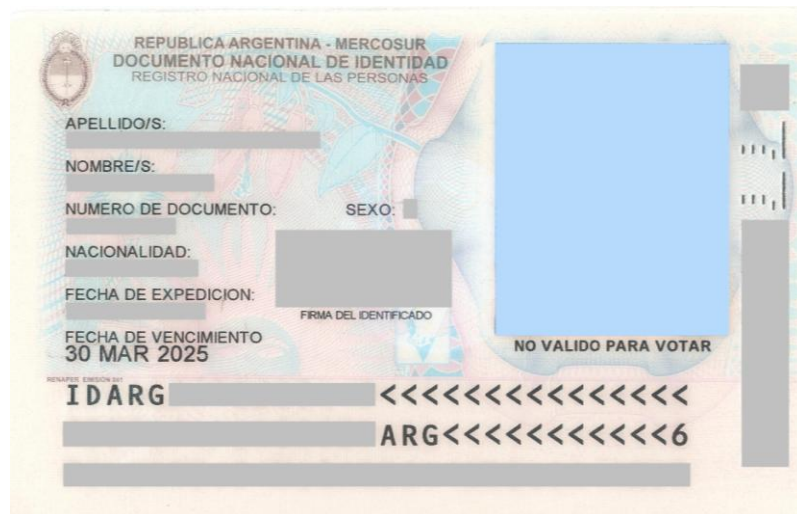 REPUBLICA ARGENTINA - MERCOSUR
DOCUMENTO NACIONAL DE IDENTIDAD
REGISTRO NACIONAL DE LAS PERSONAS
APELLIDO/S:
NOMBRE/S:
NUMERO DE DOCUMENTO: SEXO:
NACIONALIDAD:
FECHA DE EXPEDICION:
FIRMA DEL IDENTIFICADO
FECHA DE VENCIMIENTO
30 MAR 2025
NO VALIDO PARA VOTAR
IDARG <<<<<<<<<<<<<<<
ARG<<<<<<<<<<<6